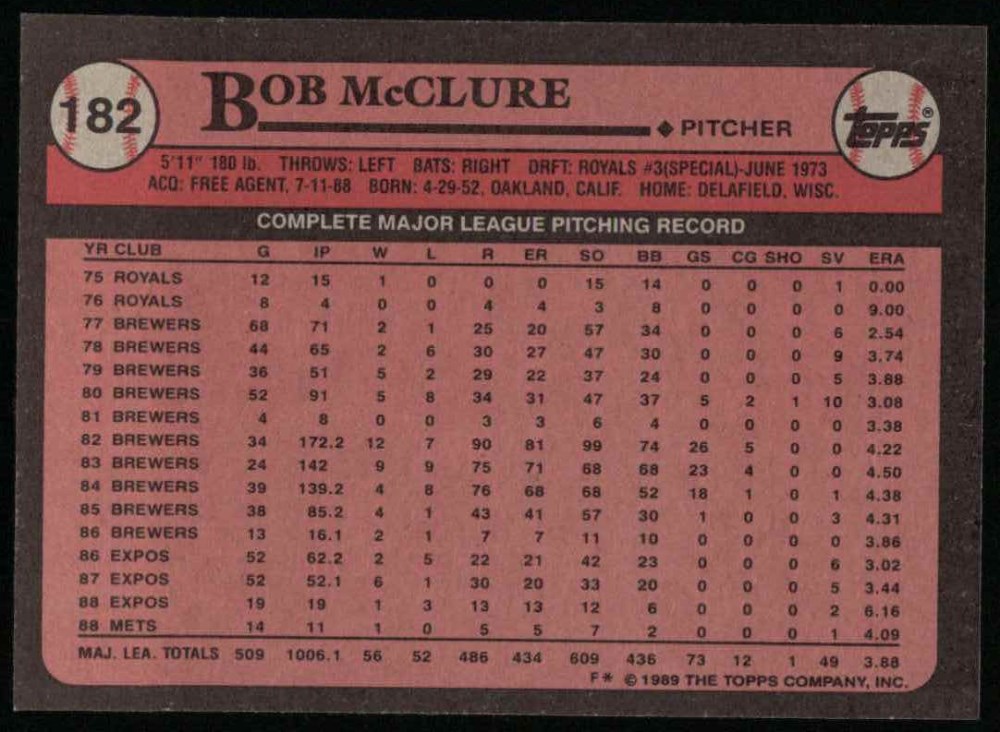 182
BOB McCLURE
◆ PITCHER
TOPPS®
5'11" 180 lb. THROWS: LEFT BATS: RIGHT DRFT: ROYALS #3(SPECIAL)-JUNE 1973
ACQ: FREE AGENT, 7-11-88 BORN: 4-29-52, OAKLAND, CALIF. HOME: DELAFIELD, WISC.
COMPLETE MAJOR LEAGUE PITCHING RECORD
YR CLUB G IP W L R ER SO BB GS CG SHO SV ERA
75 ROYALS 12 15 1 0 0 0 15 14 0 0 0 1 0.00
76 ROYALS 8 4 0 0 4 4 3 8 0 0 0 0 9.00
77 BREWERS 68 71 2 1 25 20 57 34 0 0 0 6 2.54
78 BREWERS 44 65 2 6 30 27 47 30 0 0 0 9 3.74
79 BREWERS 36 51 5 2 29 22 37 24 0 0 0 5 3.88
80 BREWERS 52 91 5 8 34 31 47 37 5 2 1 10 3.08
81 BREWERS 4 8 0 0 3 3 6 4 0 0 0 0 3.38
82 BREWERS 34 172.2 12 7 90 81 99 74 26 5 0 0 4.22
83 BREWERS 24 142 9 9 75 71 68 68 23 4 0 0 4.50
84 BREWERS 39 139.2 4 8 76 68 68 52 18 1 0 1 4.38
85 BREWERS 38 85.2 4 1 43 41 57 30 1 0 0 3 4.31
86 BREWERS 13 16.1 2 1 7 7 11 10 0 0 0 0 3.86
86 EXPOS 52 62.2 2 5 22 21 42 23 0 0 0 6 3.02
87 EXPOS 52 52.1 6 1 30 20 33 20 0 0 0 5 3.44
88 EXPOS 19 19 1 3 13 13 12 6 0 0 0 2 6.16
88 METS 14 11 1 0 5 5 7 2 0 0 0 1 4.09
MAJ. LEA. TOTALS 509 1006.1 56 52 486 434 609 436 73 12 1 49 3.88
F* © 1989 THE TOPPS COMPANY, INC.